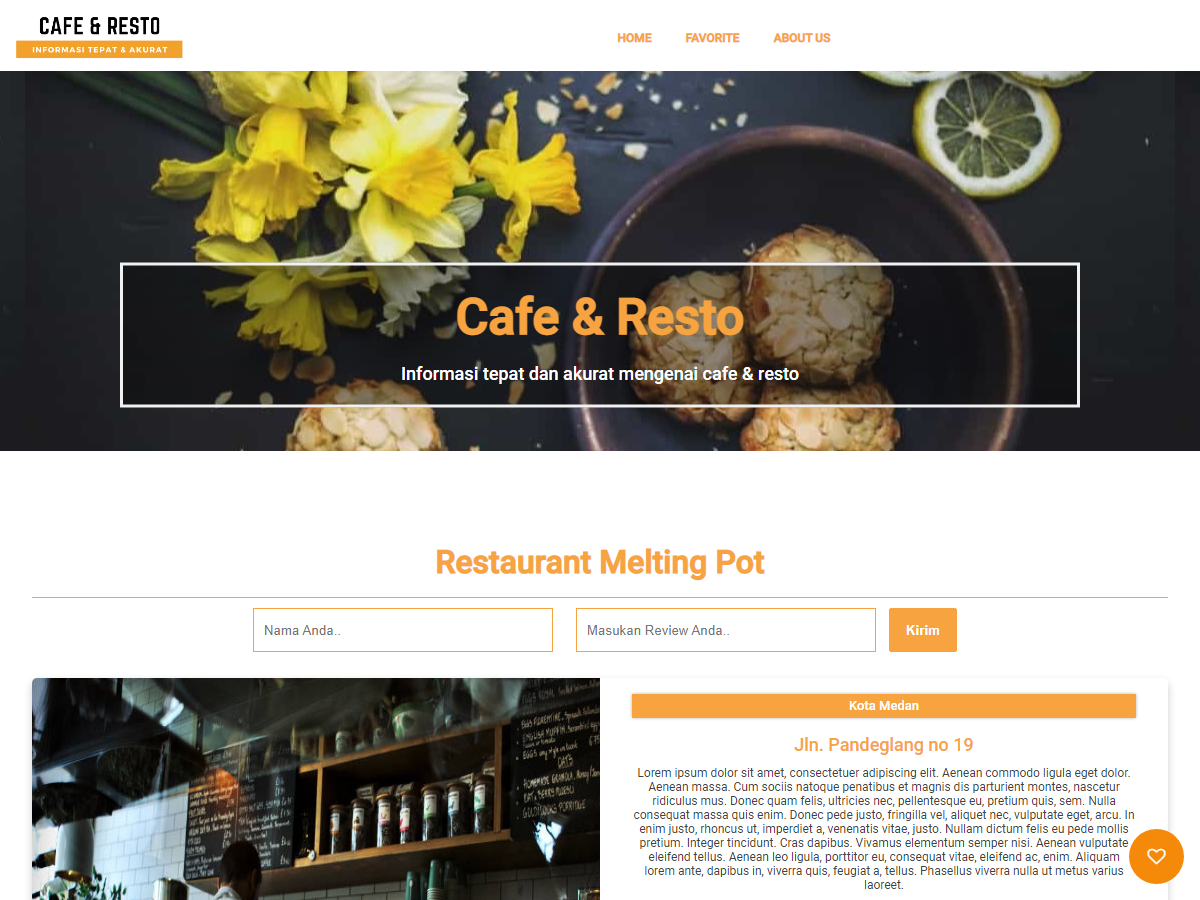 CAFE & RESTO
INFORMASI TEPAT & AKURAT
HOME
FAVORITE
ABOUT US
Cafe & Resto
Informasi tepat dan akurat mengenai cafe & resto
Restaurant Melting Pot
Nama Anda..
Masukan Review Anda..
Kirim
EGGS FLORENTINE
ENGLISH MUFFIN
HOMEMADE GRANOLA
Kota Medan
Jln. Pandeglang no 19
Lorem ipsum dolor sit amet, consectetuer adipiscing elit. Aenean commodo ligula eget dolor.
Aenean massa. Cum sociis natoque penatibus et magnis dis parturient montes, nascetur
ridiculus mus. Donec quam felis, ultricies nec, pellentesque eu, pretium quis, sem. Nulla
consequat massa quis enim. Donec pede justo, fringilla vel, aliquet nec, vulputate eget, arcu. In
enim justo, rhoncus ut, imperdiet a, venenatis vitae, justo. Nullam dictum felis eu pede mollis
pretium. Integer tincidunt. Cras dapibus. Vivamus elementum semper nisi. Aenean vulputate
eleifend tellus. Aenean leo ligula, porttitor eu, consequat vitae, eleifend ac, enim. Aliquam
lorem ante, dapibus in, viverra quis, feugiat a, tellus. Phasellus viverra nulla ut metus varius
laoreet.